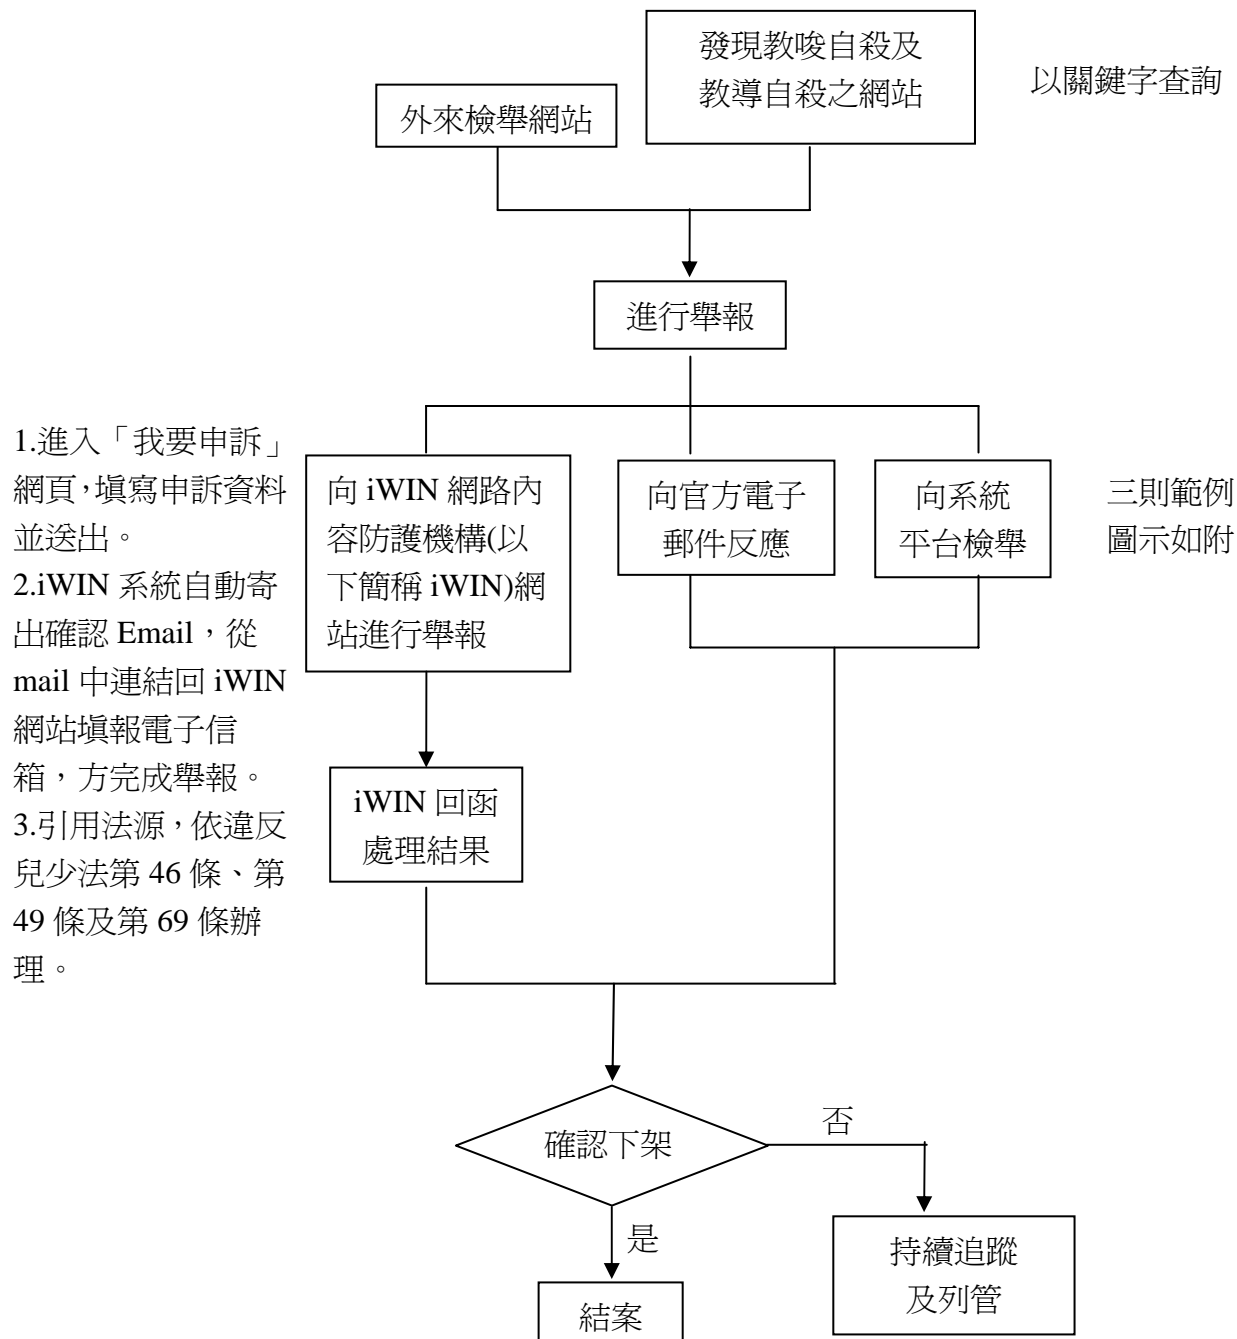 發現教唆自殺及
教導自殺之網站
以關鍵字查詢
外來檢舉網站
進行舉報
1.進入「我要申訴」
網頁,填寫申訴資料
並送出。
2.iWIN 系統自動寄
出確認 Email，從
mail 中連結回 iWIN
網站填報電子信
箱，方完成舉報。
3.引用法源，依違反
兒少法第 46 條、第
49 條及第 69 條辦
理。
向 iWIN 網路內
容防護機構(以
下簡稱 iWIN)網
站進行舉報
向官方電子
郵件反應
向系統
平台檢舉
三則範例
圖示如附
iWIN 回函
處理結果
確認下架
否
是
持續追蹤
及列管
結案